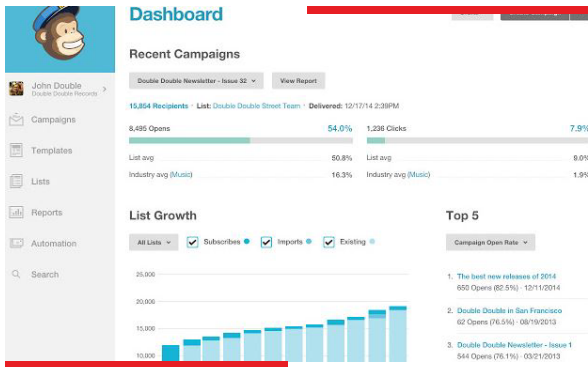 Dashboard
Recent Campaigns
Double Double Newsletter - Issue 32
View Report
15,854 Recipients · List: Double Double Street Team · Delivered: 12/17/14 2:39PM
8,495 Opens 54.0%
1,236 Clicks 7.9%
List avg 50.8%
List avg 9.0%
Industry avg (Music) 16.3%
Industry avg (Music) 1.9%
John Double
Double Double Records
Campaigns
Templates
Lists
Reports
Automation
Search
List Growth
All Lists
Subscribes
Imports
Existing
25,000
20,000
15,000
10,000
Top 5
Campaign Open Rate
1. The best new releases of 2014
650 Opens (82.5%) · 12/11/2014
2. Double Double in San Francisco
62 Opens (76.5%) · 08/19/2013
3. Double Double Newsletter - Issue 1
544 Opens (76.1%) · 03/21/2013